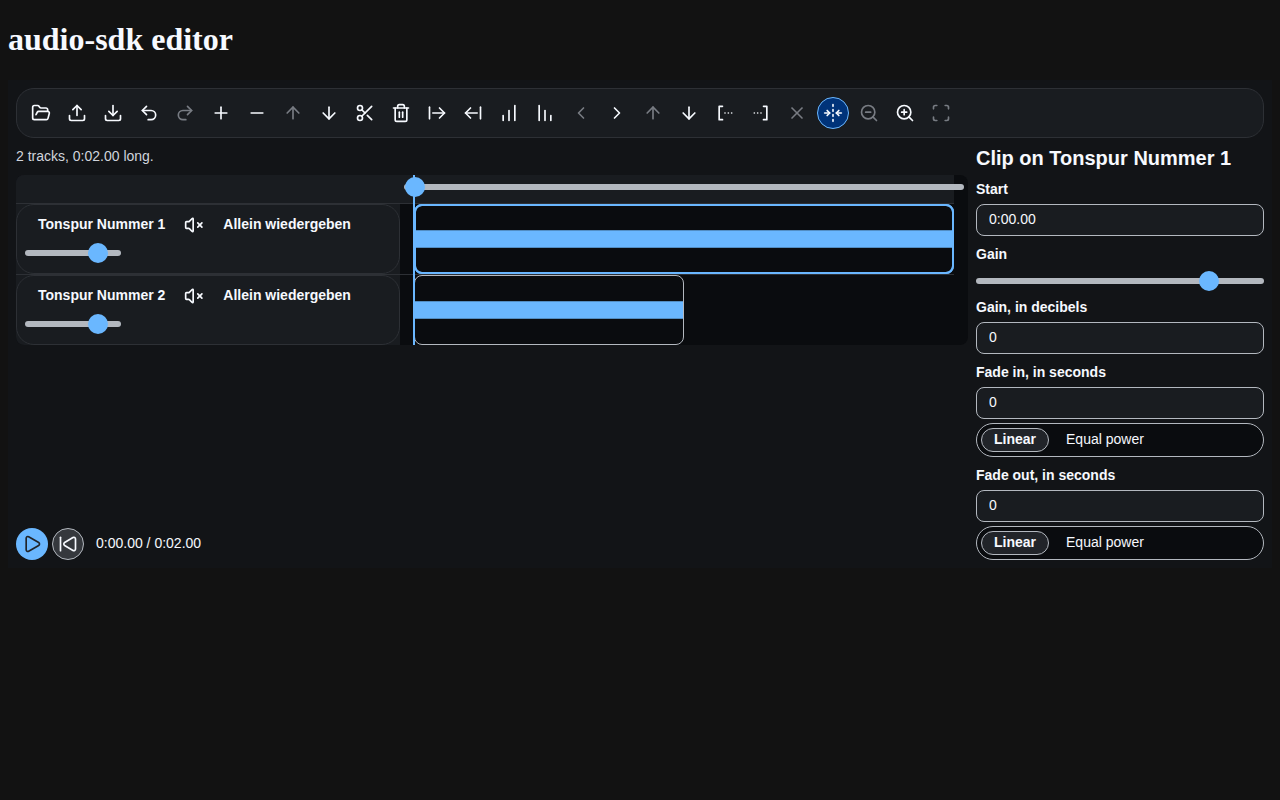 audio-sdk editor
2 tracks, 0:02.00 long.
Tonspur Nummer 1 Allein wiedergeben
Tonspur Nummer 2 Allein wiedergeben
0:00.00 / 0:02.00
Clip on Tonspur Nummer 1
Start
0:00.00
Gain
Gain, in decibels
0
Fade in, in seconds
0
Linear Equal power
Fade out, in seconds
0
Linear Equal power